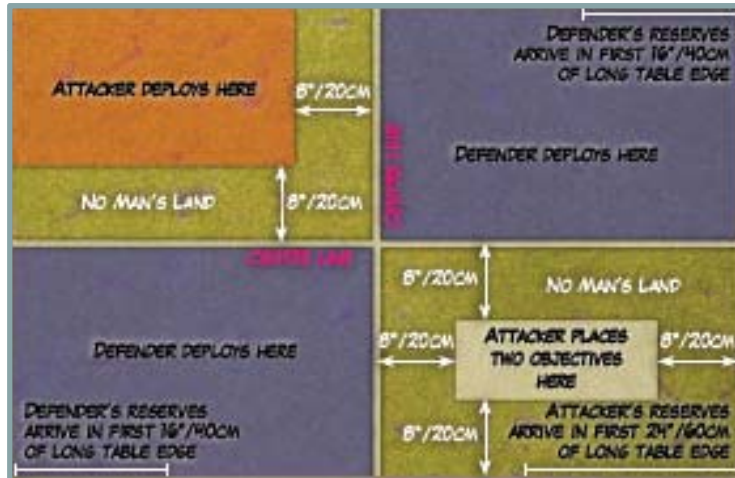 ATTACKER DEPLOYS HERE
8"/20CM
NO MAN'S LAND
8"/20CM
DEFENDER'S RESERVES
ARRIVE IN FIRST 16"/40CM
OF LONG TABLE EDGE
DEFENDER DEPLOYS HERE
CENTRE LINE
CENTRE LINE
DEFENDER DEPLOYS HERE
DEFENDER'S RESERVES
ARRIVE IN FIRST 16"/40CM
OF LONG TABLE EDGE
8"/20CM
NO MAN'S LAND
8"/20CM
ATTACKER PLACES
TWO OBJECTIVES
HERE
8"/20CM
8"/20CM
ATTACKER'S RESERVES
ARRIVE IN FIRST 24"/60CM
OF LONG TABLE EDGE